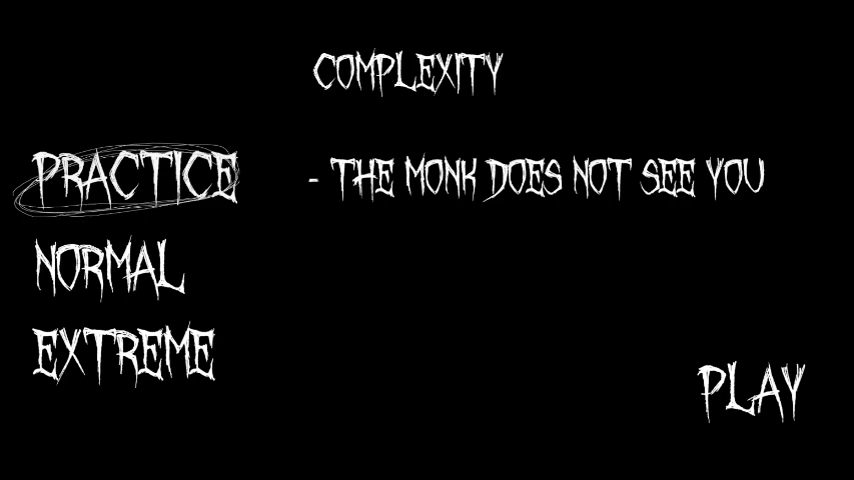 COMPLEXITY
PRACTICE - THE MONK DOES NOT SEE YOU
NORMAL
EXTREME
PLAY